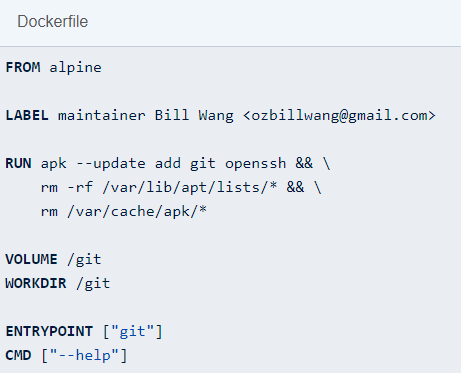 Dockerfile
FROM alpine
LABEL maintainer Bill Wang <ozbillwang@gmail.com>
RUN apk --update add git openssh && \
    rm -rf /var/lib/apt/lists/* && \
    rm /var/cache/apk/*
VOLUME /git
WORKDIR /git
ENTRYPOINT ["git"]
CMD ["--help"]